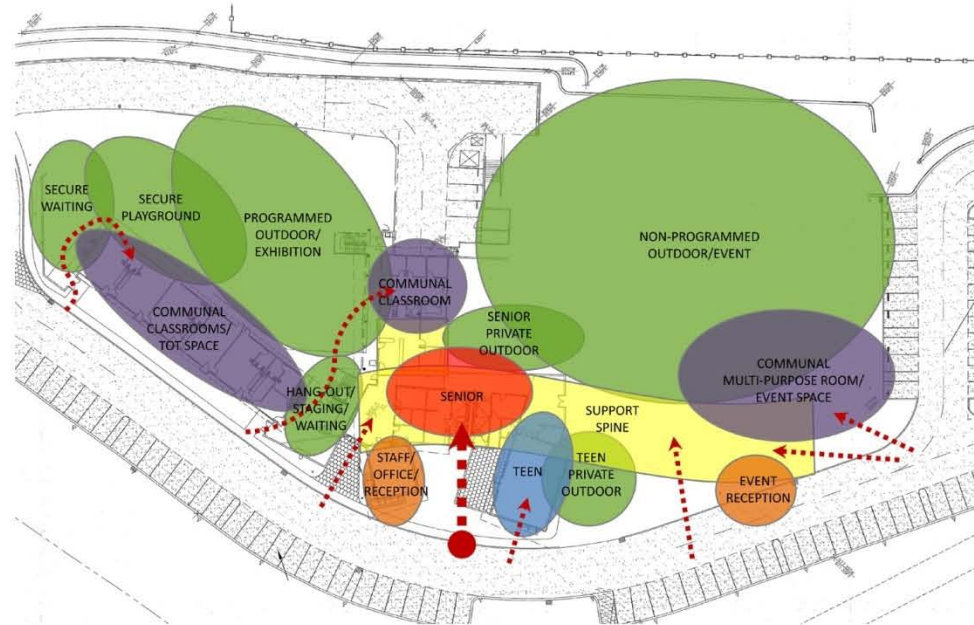 SECURE
WAITING
SECURE
PLAYGROUND
PROGRAMMED
OUTDOOR/
EXHIBITION
NON-PROGRAMMED
OUTDOOR/EVENT
COMMUNAL
CLASSROOM
COMMUNAL
CLASSROOMS/
TOT SPACE
SENIOR
PRIVATE
OUTDOOR
COMMUNAL
MULTI-PURPOSE ROOM/
EVENT SPACE
HANG OUT/
STAGING/
WAITING
SENIOR
SUPPORT
SPINE
STAFF/
OFFICE/
RECEPTION
TEEN
TEEN
PRIVATE
OUTDOOR
EVENT
RECEPTION